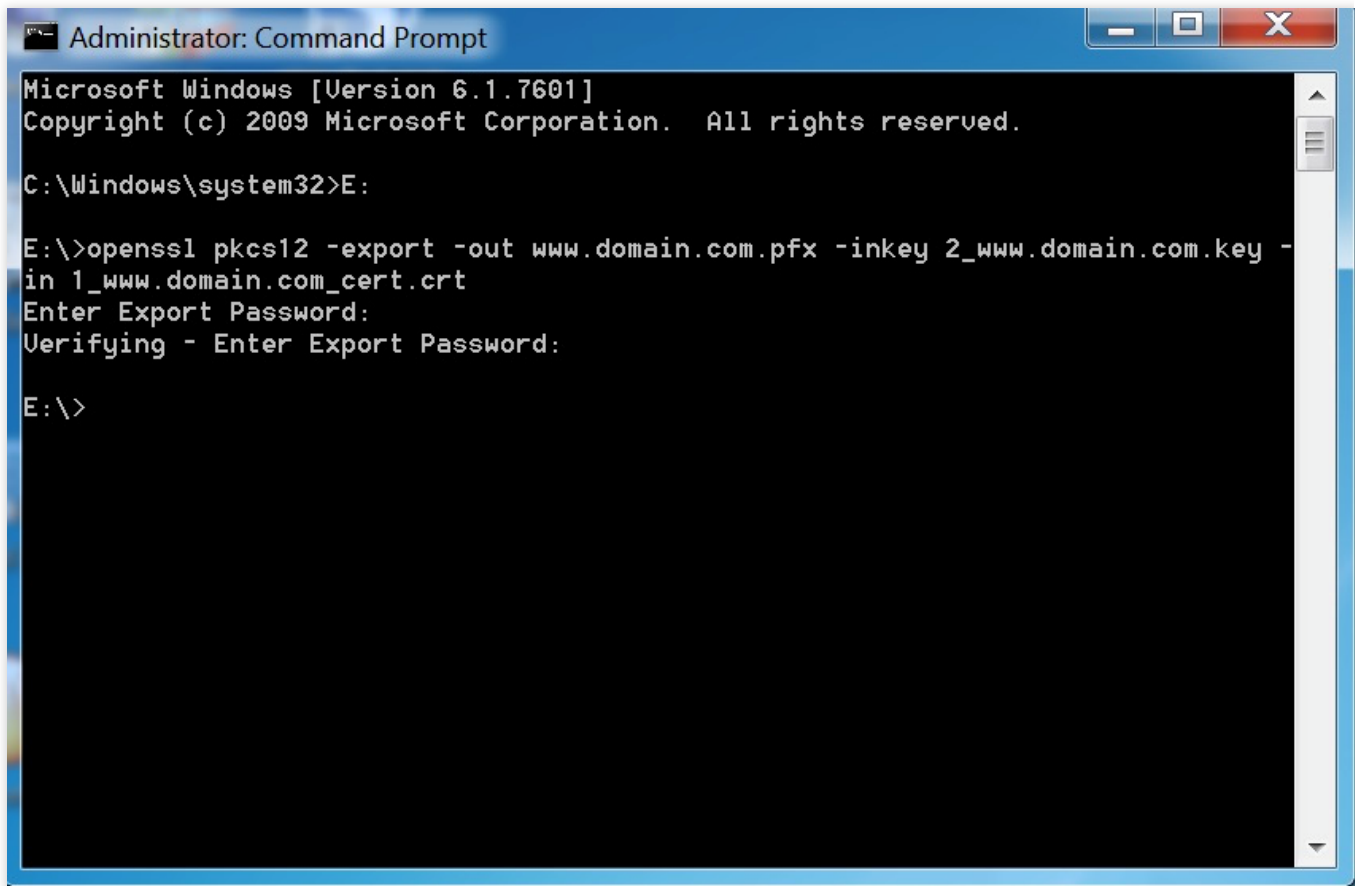 Administrator: Command Prompt
Microsoft Windows [Version 6.1.7601]
Copyright (c) 2009 Microsoft Corporation.  All rights reserved.
C:\Windows\system32>E:
E:\>openssl pkcs12 -export -out www.domain.com.pfx -inkey 2_www.domain.com.key -
in 1_www.domain.com_cert.crt
Enter Export Password:
Verifying - Enter Export Password:
E:\>